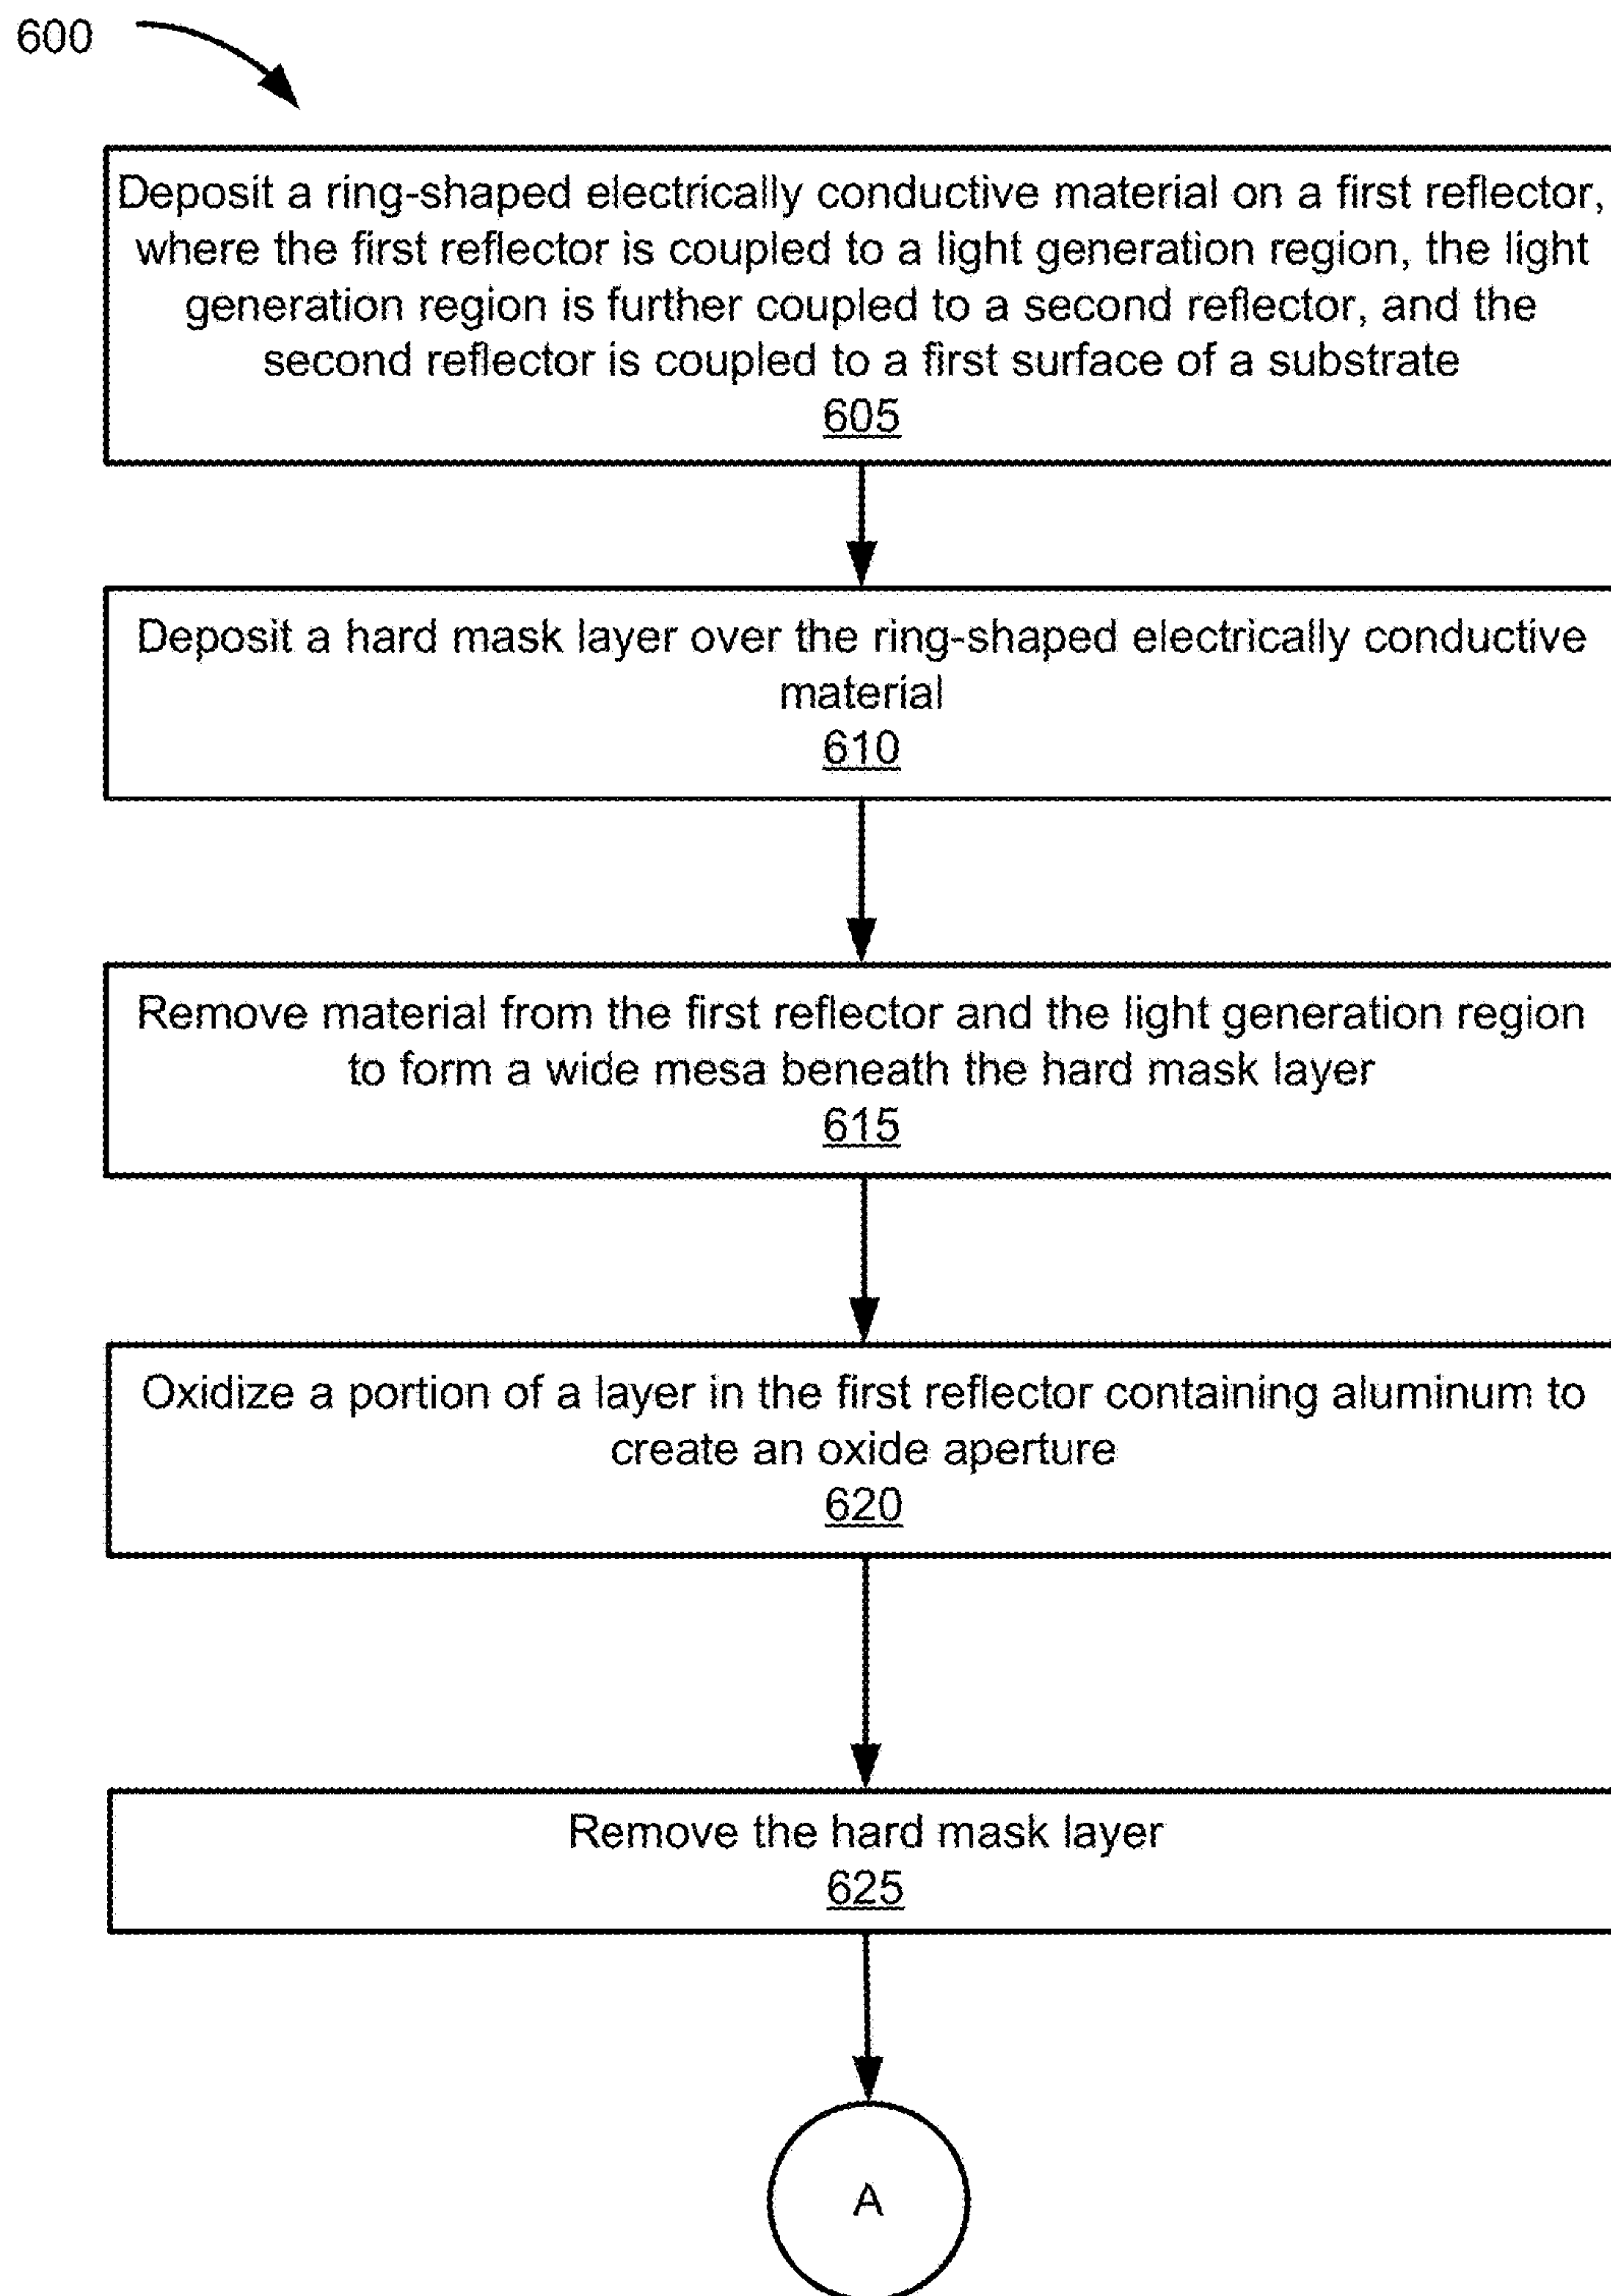 600
Deposit a ring-shaped electrically conductive material on a first reflector,
where the first reflector is coupled to a light generation region, the light
generation region is further coupled to a second reflector, and the
second reflector is coupled to a first surface of a substrate
605
Deposit a hard mask layer over the ring-shaped electrically conductive
material
610
Remove material from the first reflector and the light generation region
to form a wide mesa beneath the hard mask layer
615
Oxidize a portion of a layer in the first reflector containing aluminum to
create an oxide aperture
620
Remove the hard mask layer
625
A